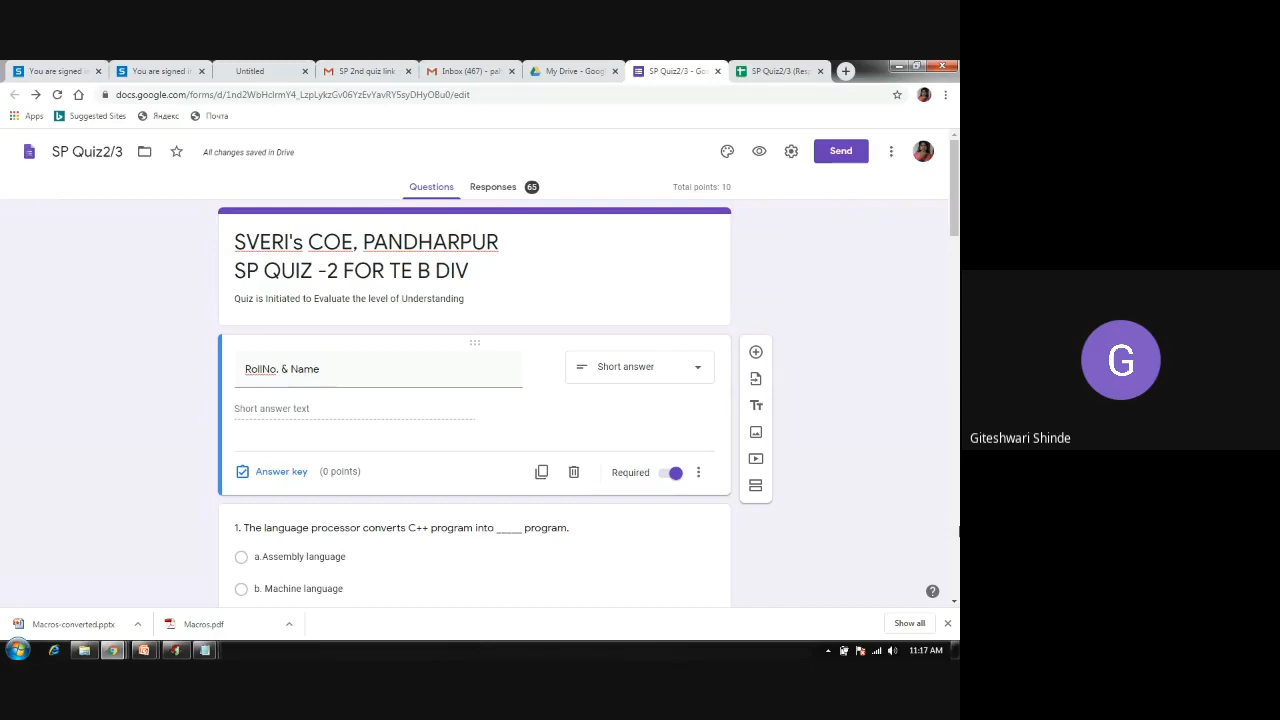 You are signed in
You are signed in
Untitled
SP 2nd quiz link
Inbox (467) - pal
My Drive - Goog
SP Quiz2/3 - Goo
SP Quiz2/3 (Resp
docs.google.com/forms/d/1nd2WbHclrmY4_LzpLykzGv06YzEvYavRY5syDHyOBu0/edit
Apps
Suggested Sites
Яндекс
Почта
SP Quiz2/3
All changes saved in Drive
Send
Questions
Responses
65
Total points: 10
SVERI's COE, PANDHARPUR
SP QUIZ -2 FOR TE B DIV
Quiz is Initiated to Evaluate the level of Understanding
RollNo. & Name
Short answer
Short answer text
Answer key
(0 points)
Required
1. The language processor converts C++ program into _____ program.
a.Assembly language
b. Machine language
Macros-converted.pptx
Macros.pdf
Show all
11:17 AM
G
Giteshwari Shinde